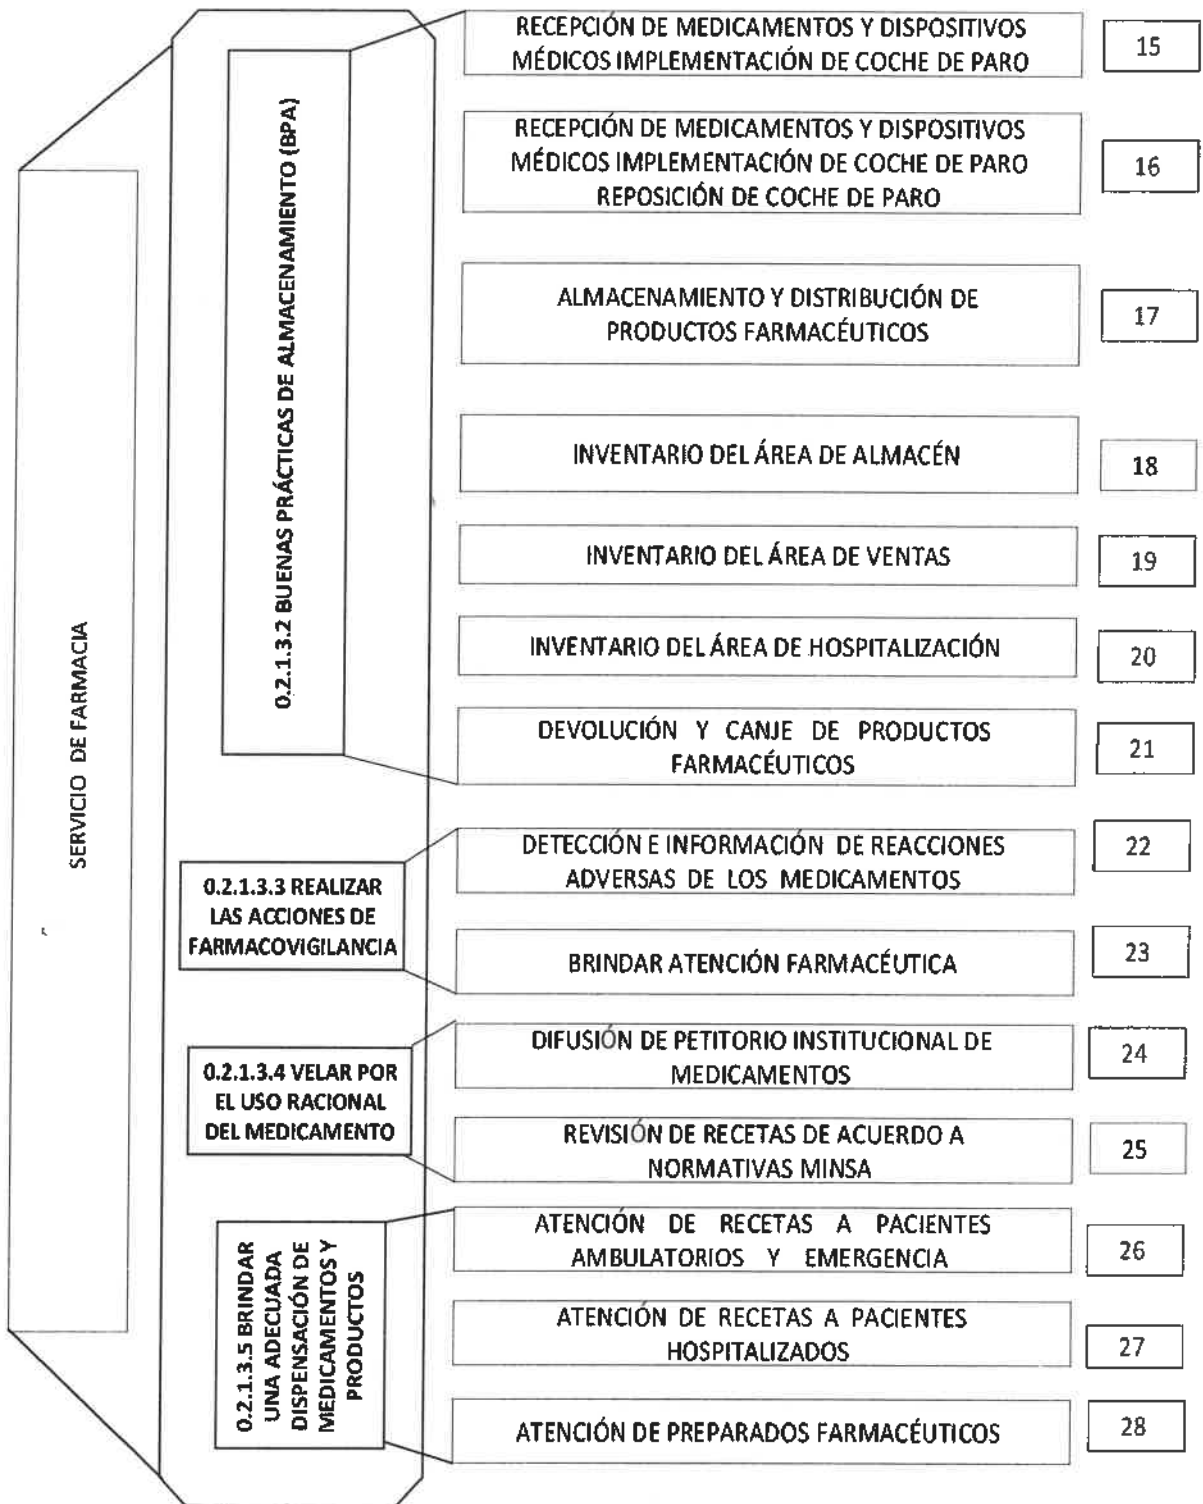 SERVICIO DE FARMACIA
0.2.1.3.2 BUENAS PRÁCTICAS DE ALMACENAMIENTO (BPA)
RECEPCIÓN DE MEDICAMENTOS Y DISPOSITIVOS
MÉDICOS IMPLEMENTACIÓN DE COCHE DE PARO
15
RECEPCIÓN DE MEDICAMENTOS Y DISPOSITIVOS
MÉDICOS IMPLEMENTACIÓN DE COCHE DE PARO
REPOSICIÓN DE COCHE DE PARO
16
ALMACENAMIENTO Y DISTRIBUCIÓN DE
PRODUCTOS FARMACÉUTICOS
17
INVENTARIO DEL ÁREA DE ALMACÉN
18
INVENTARIO DEL ÁREA DE VENTAS
19
INVENTARIO DEL ÁREA DE HOSPITALIZACIÓN
20
DEVOLUCIÓN Y CANJE DE PRODUCTOS
FARMACÉUTICOS
21
0.2.1.3.3 REALIZAR
LAS ACCIONES DE
FARMACOVIGILANCIA
DETECCIÓN E INFORMACIÓN DE REACCIONES
ADVERSAS DE LOS MEDICAMENTOS
22
BRINDAR ATENCIÓN FARMACÉUTICA
23
0.2.1.3.4 VELAR POR
EL USO RACIONAL
DEL MEDICAMENTO
DIFUSIÓN DE PETITORIO INSTITUCIONAL DE
MEDICAMENTOS
24
REVISIÓN DE RECETAS DE ACUERDO A
NORMATIVAS MINSA
25
0.2.1.3.5 BRINDAR
UNA ADECUADA
DISPENSACIÓN DE
MEDICAMENTOS Y
PRODUCTOS
ATENCIÓN DE RECETAS A PACIENTES
AMBULATORIOS Y EMERGENCIA
26
ATENCIÓN DE RECETAS A PACIENTES
HOSPITALIZADOS
27
ATENCIÓN DE PREPARADOS FARMACÉUTICOS
28